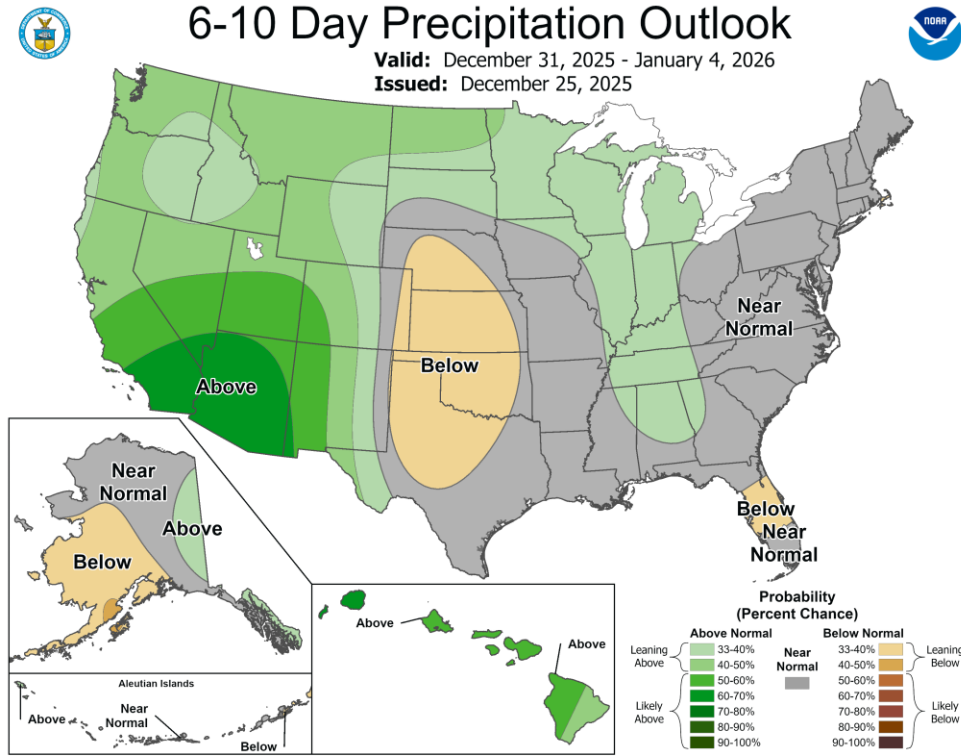 6-10 Day Precipitation Outlook
Valid: December 31, 2025 - January 4, 2026
Issued: December 25, 2025
NOAA
Near
Normal
Below
Above
Below
Near
Normal
Near
Normal
Above
Below
Above
Above
Aleutian Islands
Above
Near
Normal
Below
Probability
(Percent Chance)
Above Normal
Below Normal
Leaning
Above
33-40%
40-50%
Likely
Above
50-60%
60-70%
70-80%
80-90%
90-100%
Near
Normal
33-40%
40-50%
Leaning
Below
50-60%
60-70%
70-80%
80-90%
90-100%
Likely
Below